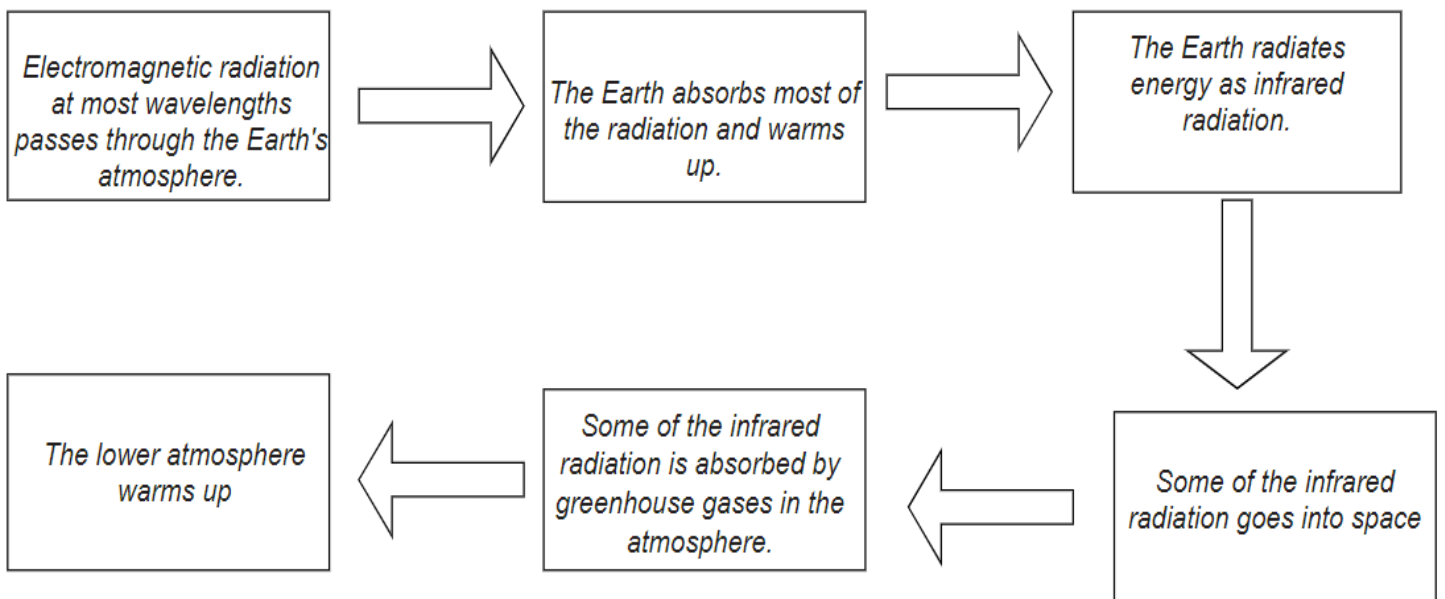 Electromagnetic radiation
at most wavelengths
passes through the Earth's
atmosphere.
The Earth absorbs most of
the radiation and warms
up.
The Earth radiates
energy as infrared
radiation.
Some of the infrared
radiation goes into space
Some of the infrared
radiation is absorbed by
greenhouse gases in the
atmosphere.
The lower atmosphere
warms up